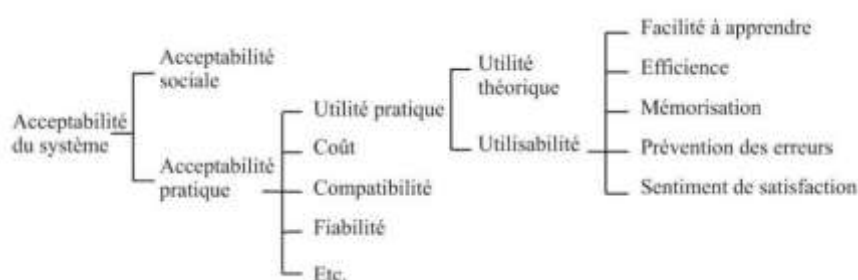 Acceptabilité
du système
Acceptabilité
sociale
Acceptabilité
pratique
Utilité pratique
Coût
Compatibilité
Fiabilité
Etc.
Utilité
théorique
Utilisabilité
Facilité à apprendre
Efficience
Mémorisation
Prévention des erreurs
Sentiment de satisfaction